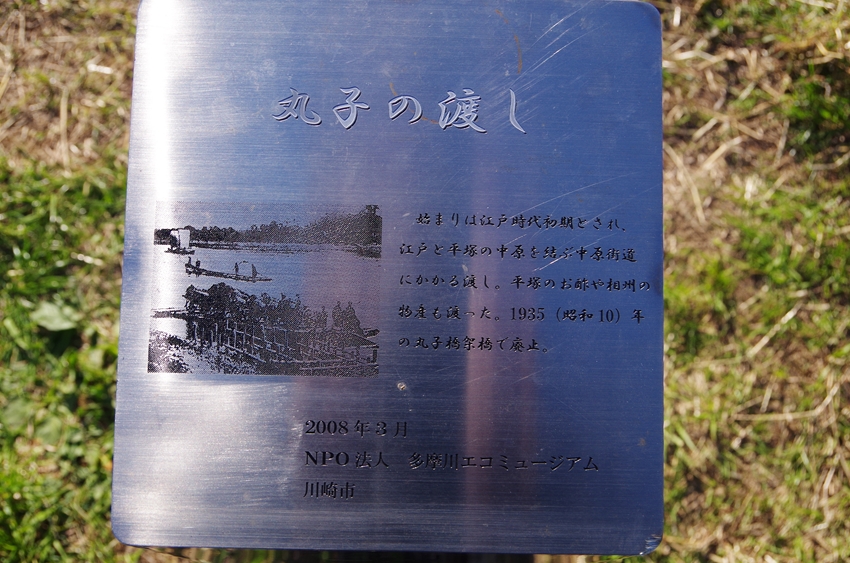 丸子の渡し
始まりは江戸時代初期とされ、
江戸と平塚の中原を結ぶ中原街道
にかかる渡し。平塚のお酢や相州の
物産も渡った。1935（昭和10）年
の丸子橋架橋で廃止。
2008年3月
NPO法人　多摩川エコミュージアム
川崎市